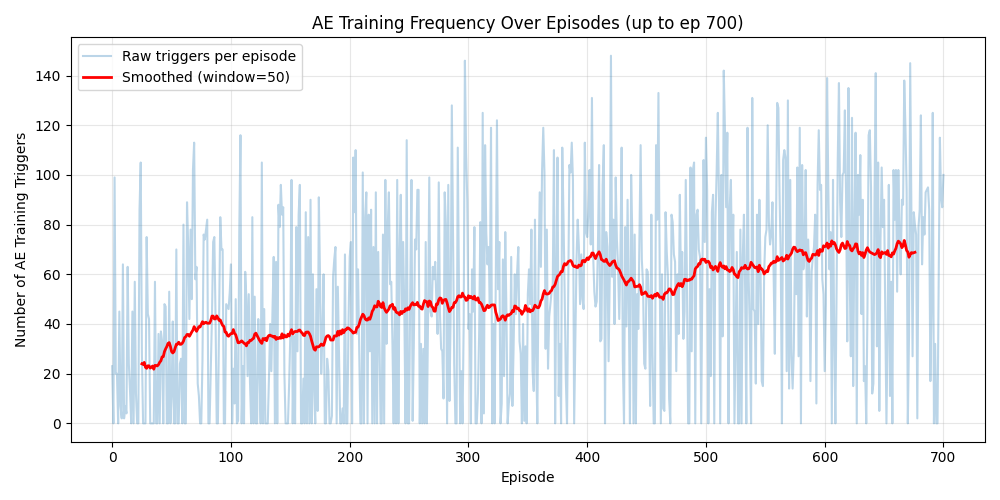 AE Training Frequency Over Episodes (up to ep 700)
Raw triggers per episode
Smoothed (window=50)
Number of AE Training Triggers
140
120
100
80
60
40
20
0
0 100 200 300 400 500 600 700
Episode